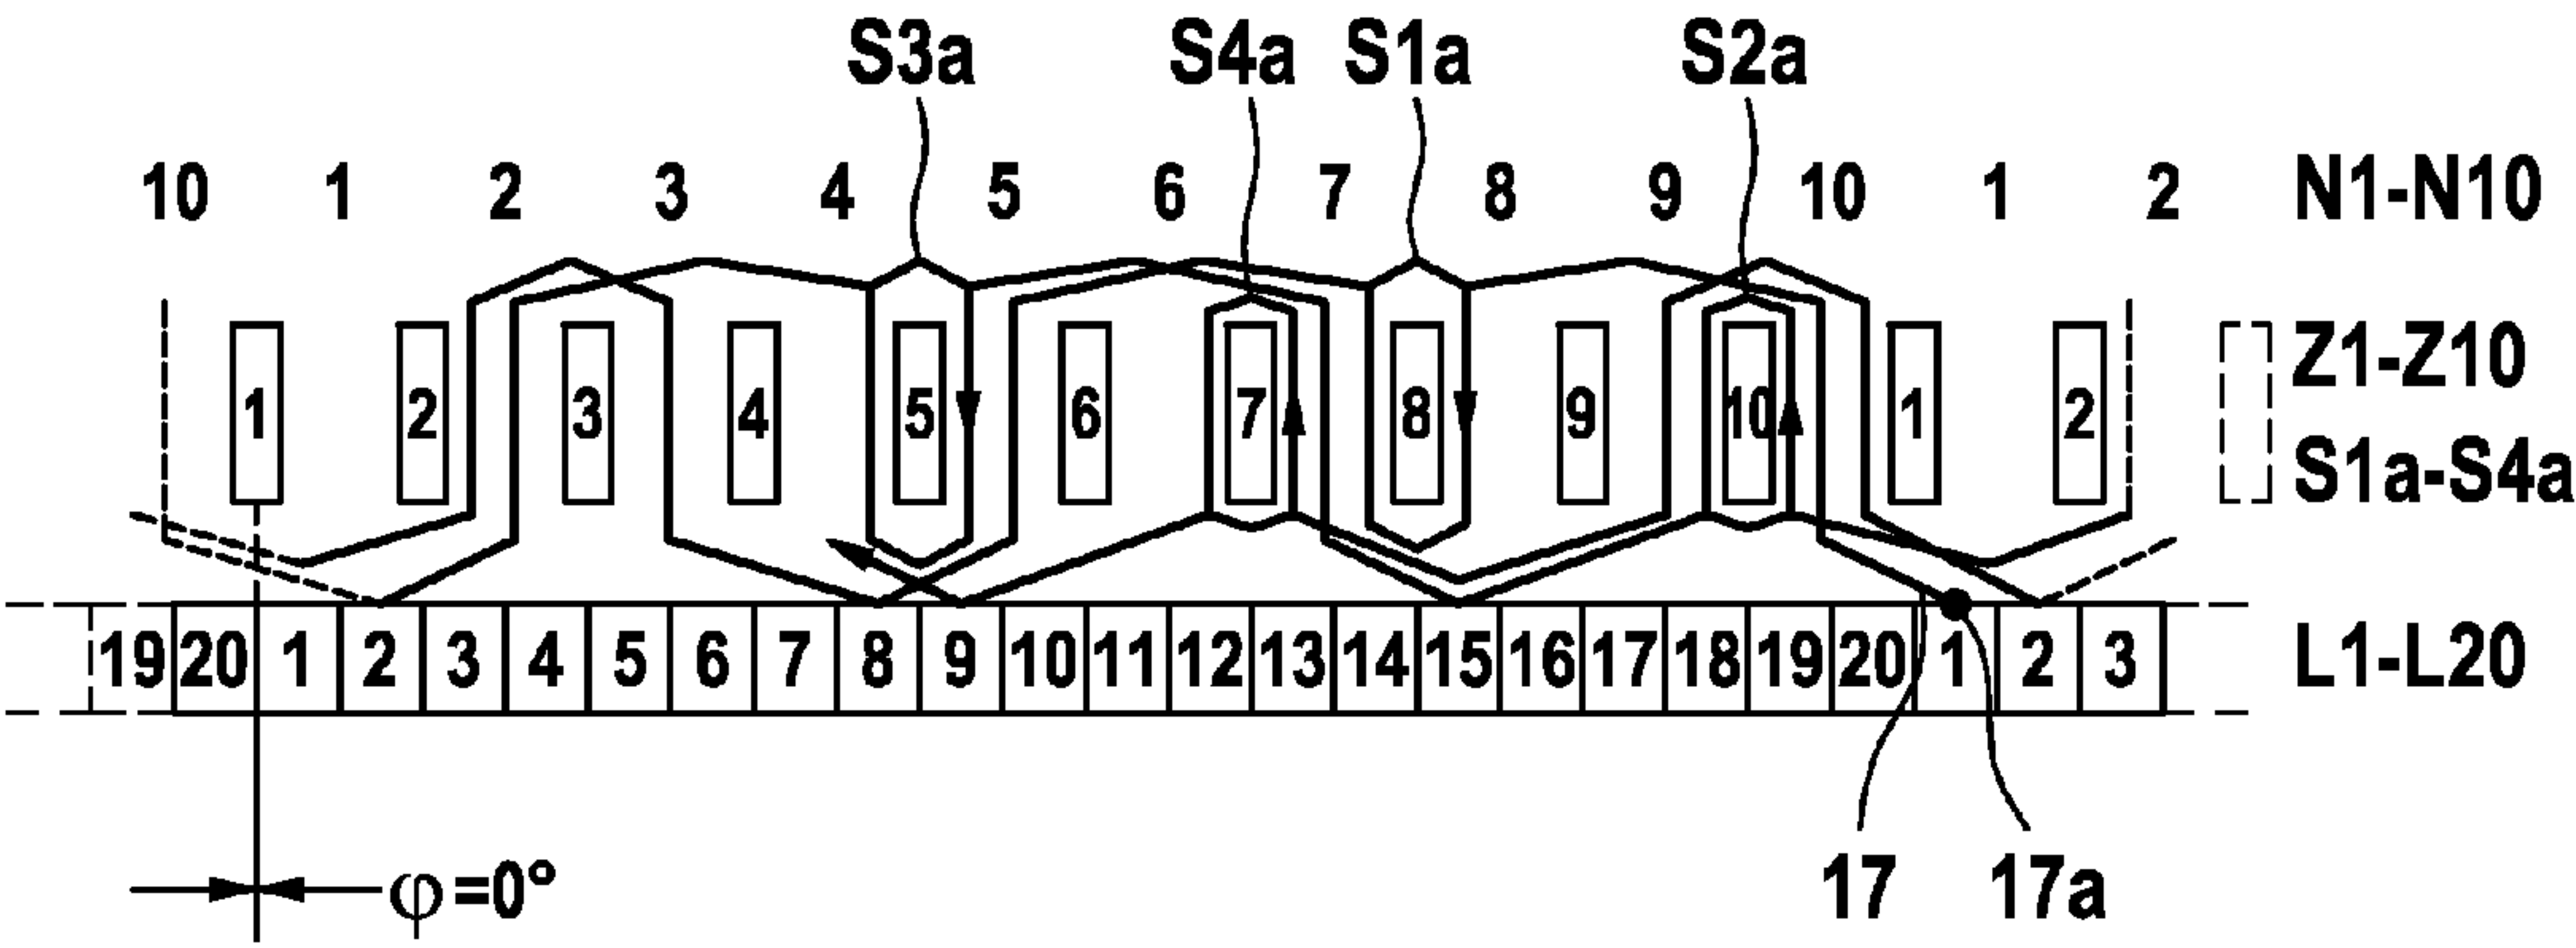 S3a S4a S1a S2a
10 1 2 3 4 5 6 7 8 9 10 1 2 N1-N10
Z1-Z10
1 2 3 4 5 6 7 8 9 10 1 2
S1a-S4a
19 20 1 2 3 4 5 6 7 8 9 10 11 12 13 14 15 16 17 18 19 20 1 2 3 L1-L20
φ=0° 17 17a